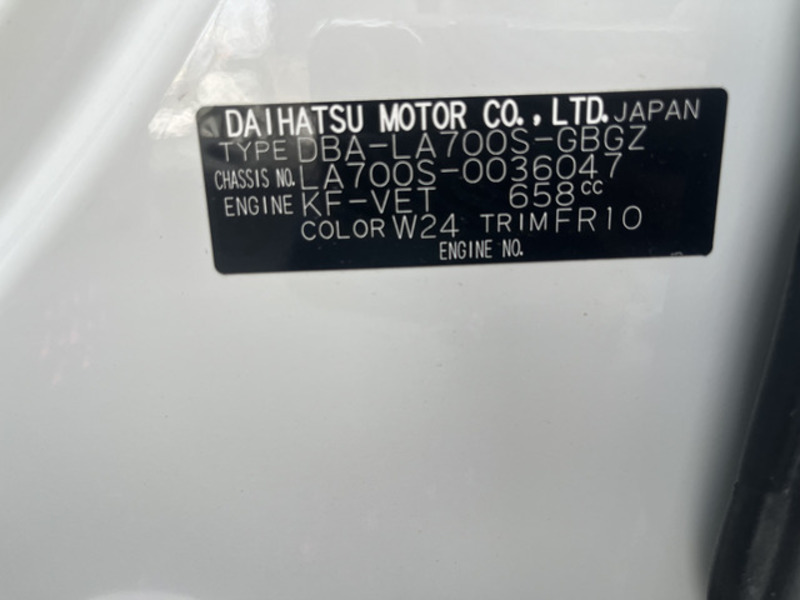 DAIHATSU MOTOR CO., LTD. JAPAN
TYPE DBA-LA700S-GBGZ
CHASSIS NO. LA700S-0036047
ENGINE KF-VET 658CC
COLOR W24 TRIM FR10
ENGINE NO.